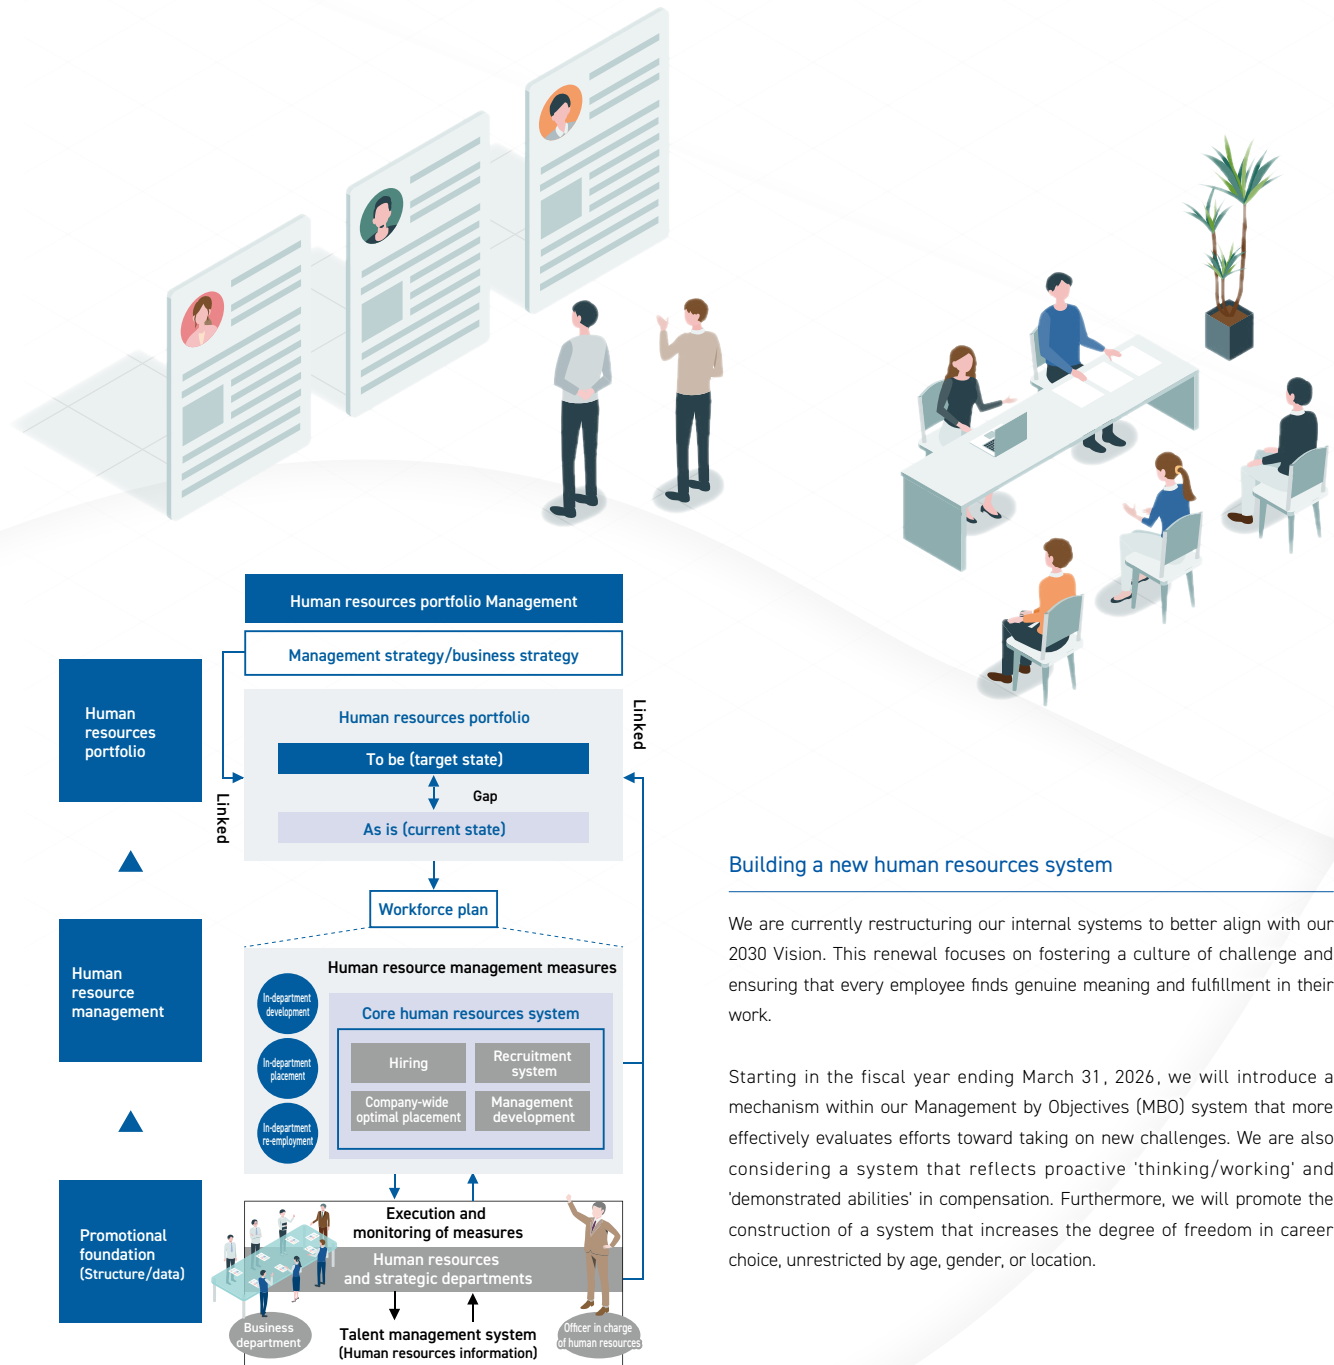 Human resources portfolio Management
Management strategy/business strategy
Human
resources
portfolio
Linked
Linked
Human resources portfolio
To be (target state)
Gap
As is (current state)
Workforce plan
Human
resource
management
Human resource management measures
In-department
development
In-department
placement
In-department
re-employment
Core human resources system
Hiring
Recruitment
system
Company-wide
optimal placement
Management
development
Promotional
foundation
(Structure/data)
Execution and
monitoring of measures
Human resources
and strategic departments
Business
department
Officer in charge
of human resources
Talent management system
(Human resources information)
Building a new human resources system
We are currently restructuring our internal systems to better align with our
2030 Vision. This renewal focuses on fostering a culture of challenge and
ensuring that every employee finds genuine meaning and fulfillment in their
work.
Starting in the fiscal year ending March 31, 2026, we will introduce a
mechanism within our Management by Objectives (MBO) system that more
effectively evaluates efforts toward taking on new challenges. We are also
considering a system that reflects proactive 'thinking/working' and
'demonstrated abilities' in compensation. Furthermore, we will promote the
construction of a system that increases the degree of freedom in career
choice, unrestricted by age, gender, or location.